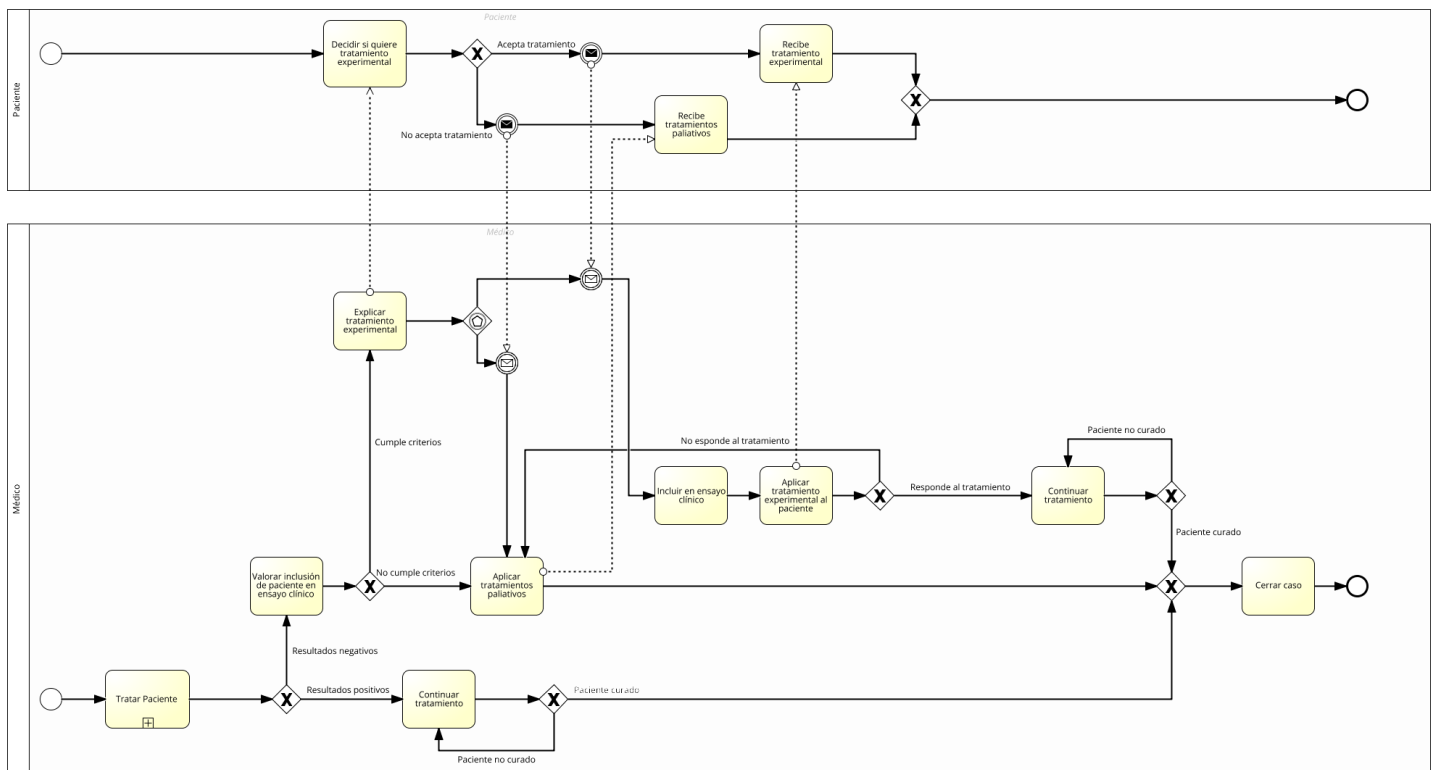 Paciente
Paciente
Decidir si quiere
tratamiento
experimental
Acepta tratamiento
No acepta tratamiento
Recibe
tratamiento
experimental
Recibe
tratamientos
paliativos
Médico
Médico
Explicar
tratamiento
experimental
Cumple criterios
No esponde al tratamiento
Incluir en ensayo
clínico
Aplicar
tratamiento
experimental al
paciente
Responde al tratamiento
Paciente no curado
Continuar
tratamiento
Paciente curado
Valorar inclusión
de paciente en
ensayo clínico
No cumple criterios
Aplicar
tratamientos
paliativos
Cerrar caso
Resultados negativos
Tratar Paciente
Resultados positivos
Continuar
tratamiento
Paciente curado
Paciente no curado